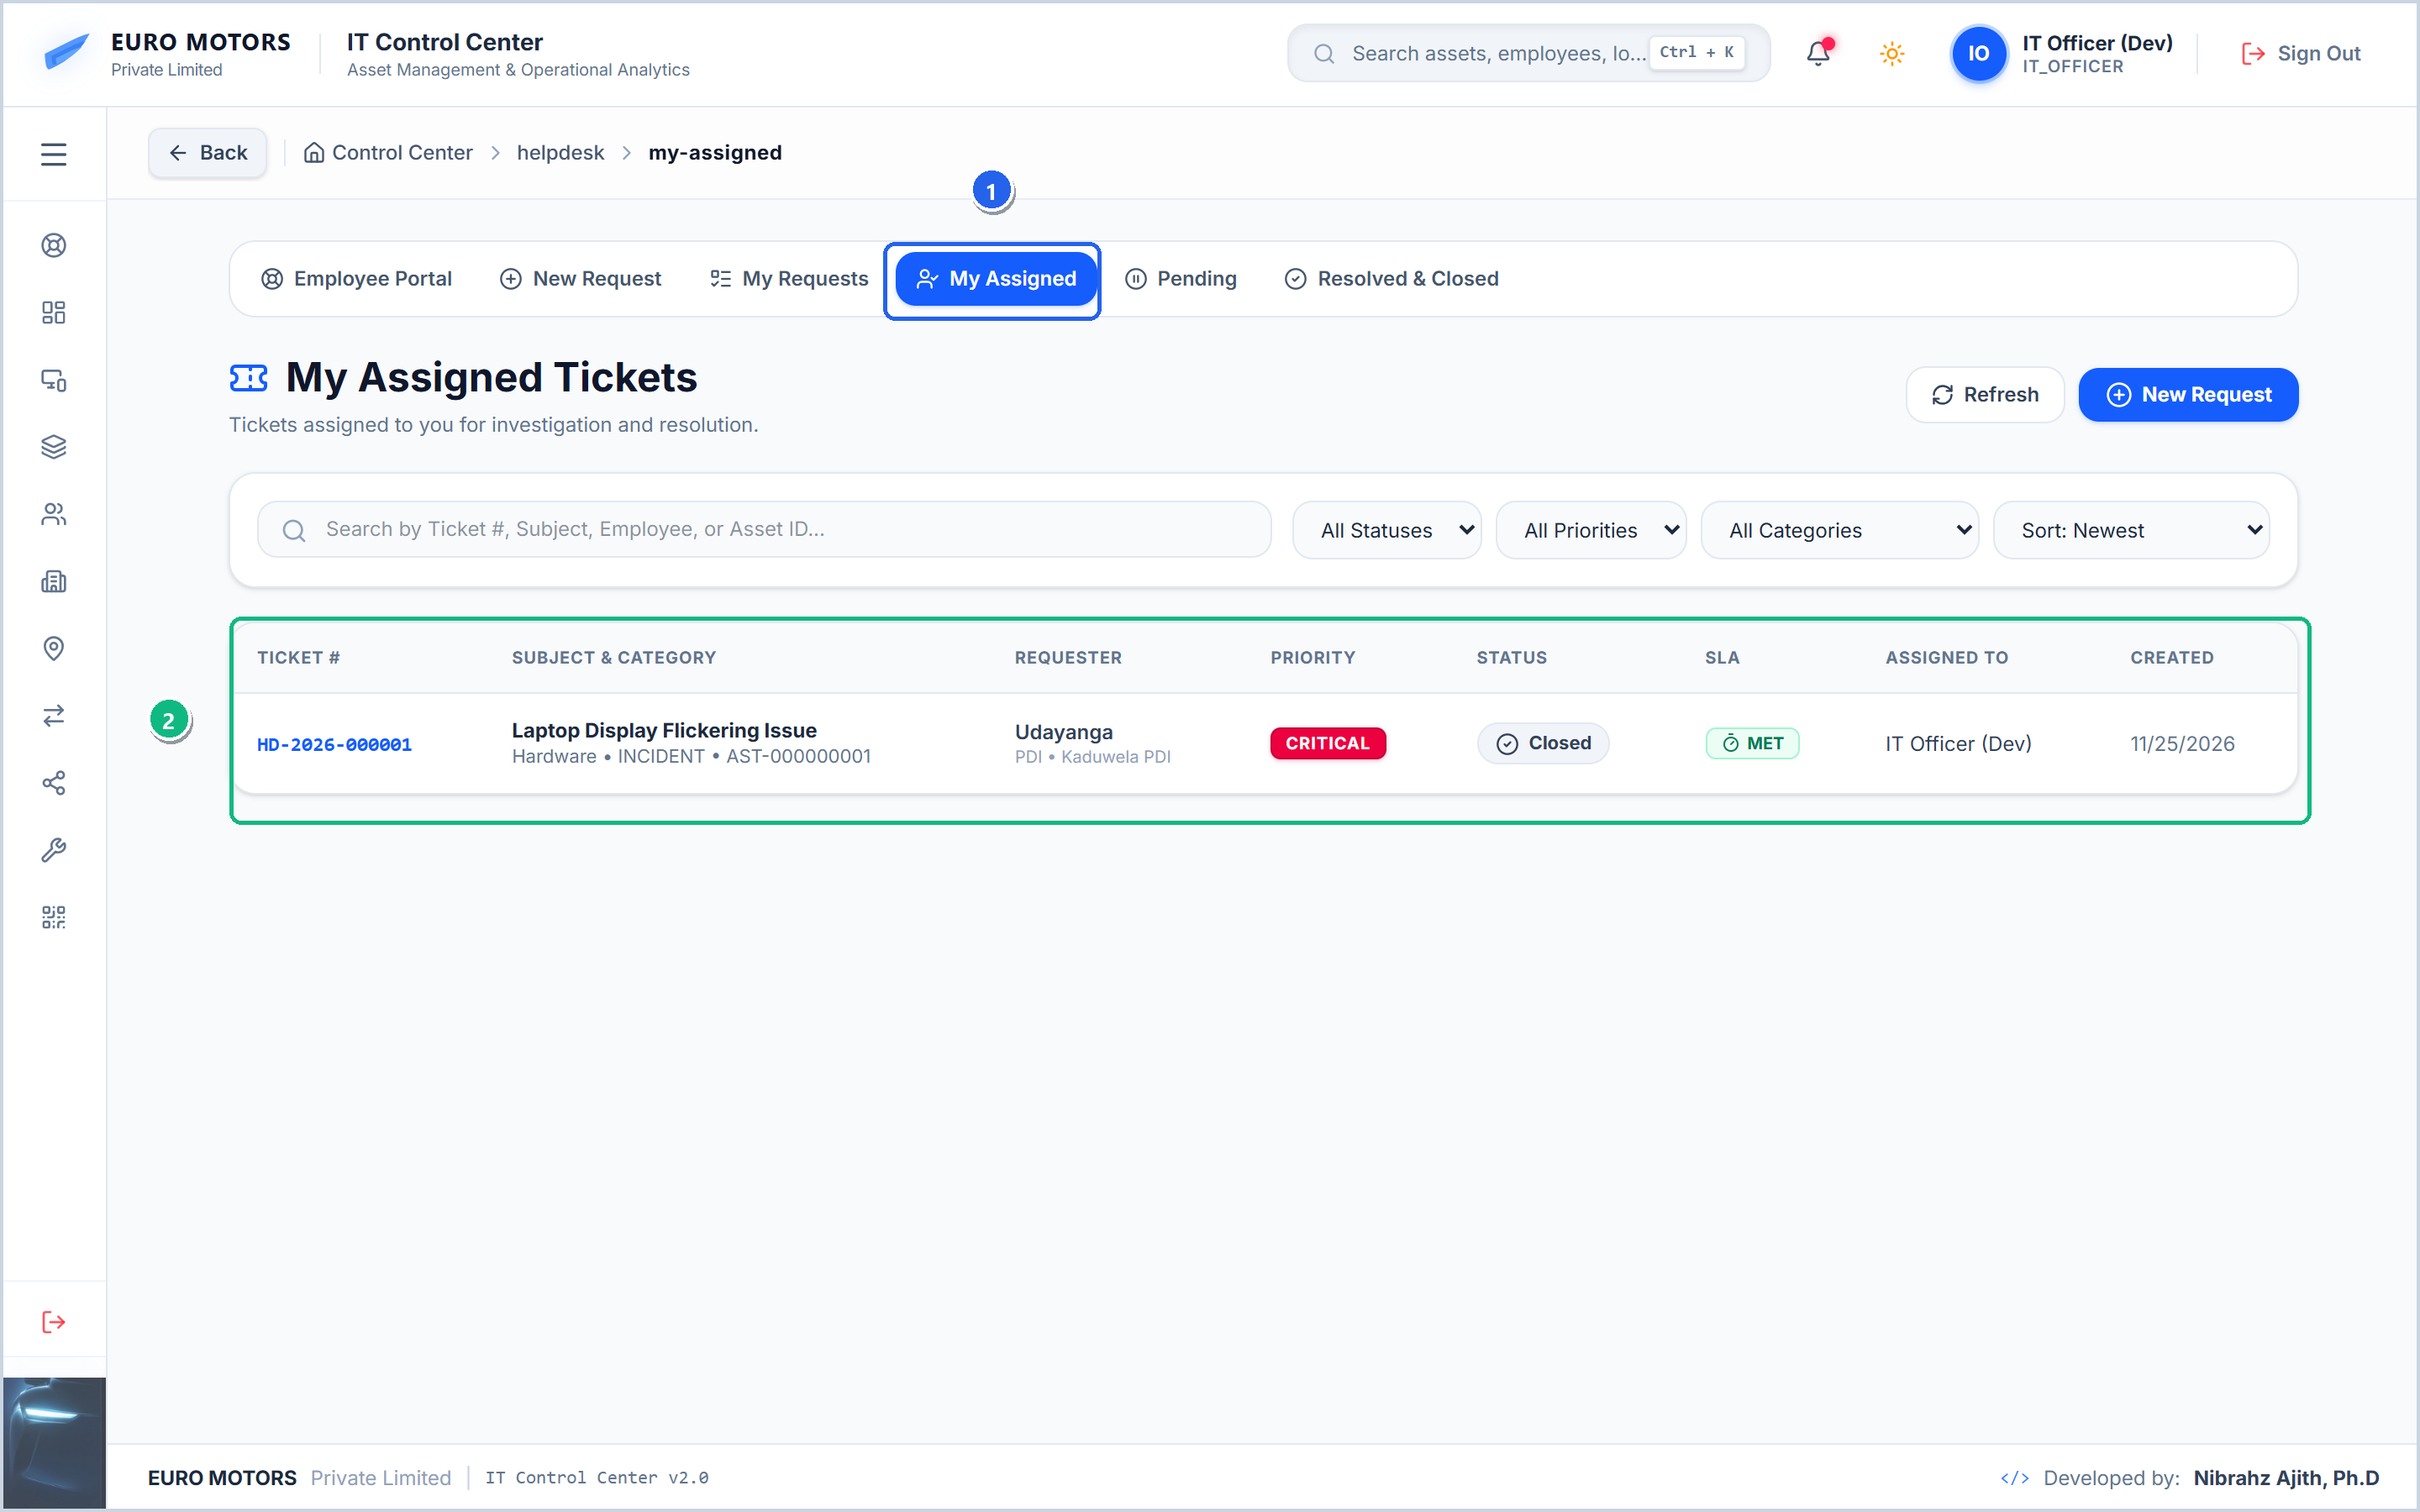 EURO MOTORS
Private Limited
IT Control Center
Asset Management & Operational Analytics
Search assets, employees, lo... Ctrl + K
IO
IT Officer (Dev)
IT_OFFICER
Sign Out
Back
Control Center > helpdesk > my-assigned
1
Employee Portal
New Request
My Requests
My Assigned
Pending
Resolved & Closed
My Assigned Tickets
Tickets assigned to you for investigation and resolution.
Refresh
New Request
Search by Ticket #, Subject, Employee, or Asset ID...
All Statuses
All Priorities
All Categories
Sort: Newest
TICKET # SUBJECT & CATEGORY REQUESTER PRIORITY STATUS SLA ASSIGNED TO CREATED
2
HD-2026-000001
Laptop Display Flickering Issue
Hardware • INCIDENT • AST-000000001
Udayanga
PDI • Kaduwela PDI
CRITICAL
Closed
MET
IT Officer (Dev)
11/25/2026
EURO MOTORS Private Limited | IT Control Center v2.0
</> Developed by: Nibrahz Ajith, Ph.D